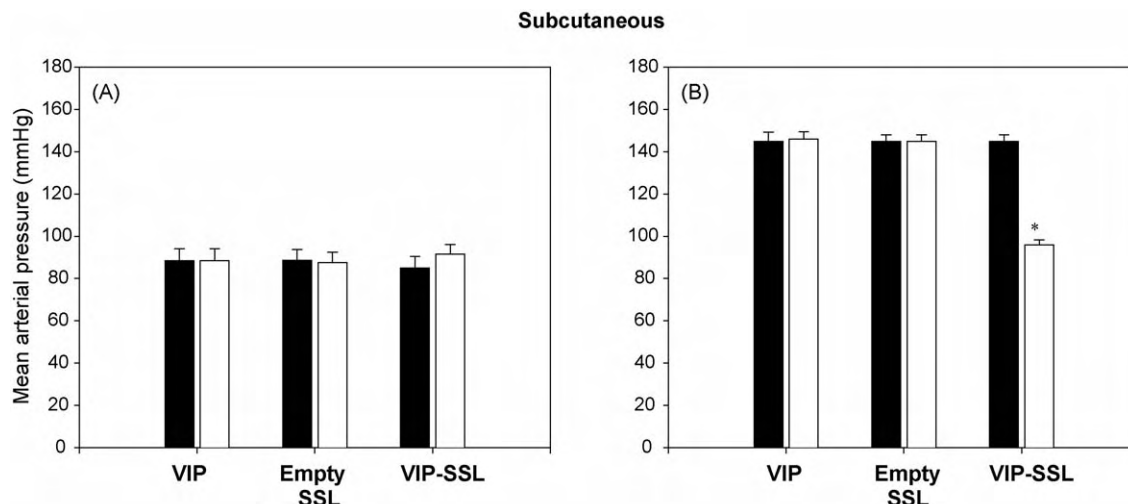 Subcutaneous
Mean arterial pressure (mmHg)
180
160
140
120
100
80
60
40
20
0
(A)
VIP
Empty
SSL
VIP-SSL
180
160
140
120
100
80
60
40
20
0
(B)
*
VIP
Empty
SSL
VIP-SSL